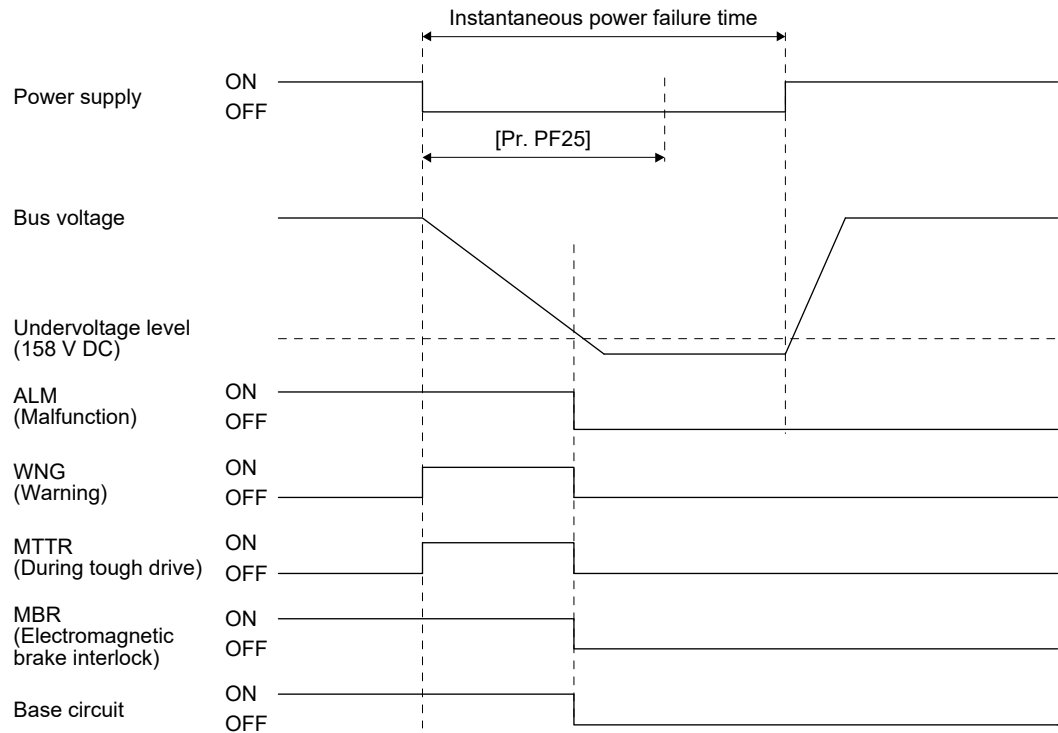 Instantaneous power failure time
ON
Power supply
OFF
[Pr. PF25]
Bus voltage
Undervoltage level
(158 V DC)
ON
ALM
(Malfunction)
OFF
ON
WNG
(Warning)
OFF
ON
MTTR
(During tough drive)
OFF
ON
MBR
(Electromagnetic
brake interlock)
OFF
ON
Base circuit
OFF